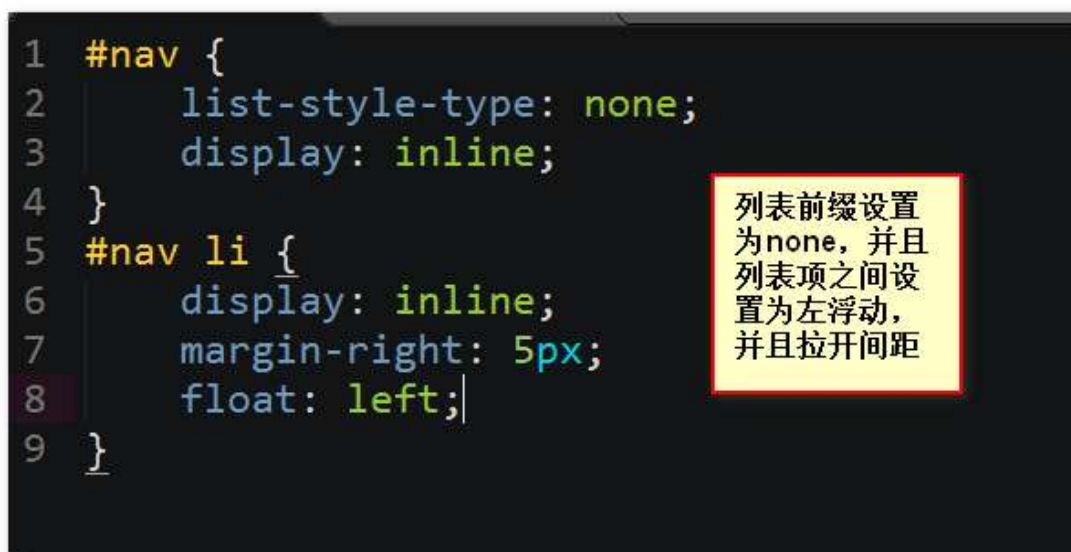 1 #nav {
2     list-style-type: none;
3     display: inline;
4 }
5 #nav li {
6     display: inline;
7     margin-right: 5px;
8     float: left;
9 }
列表前缀设置
为none，并且
列表项之间设
置为左浮动，
并且拉开间距